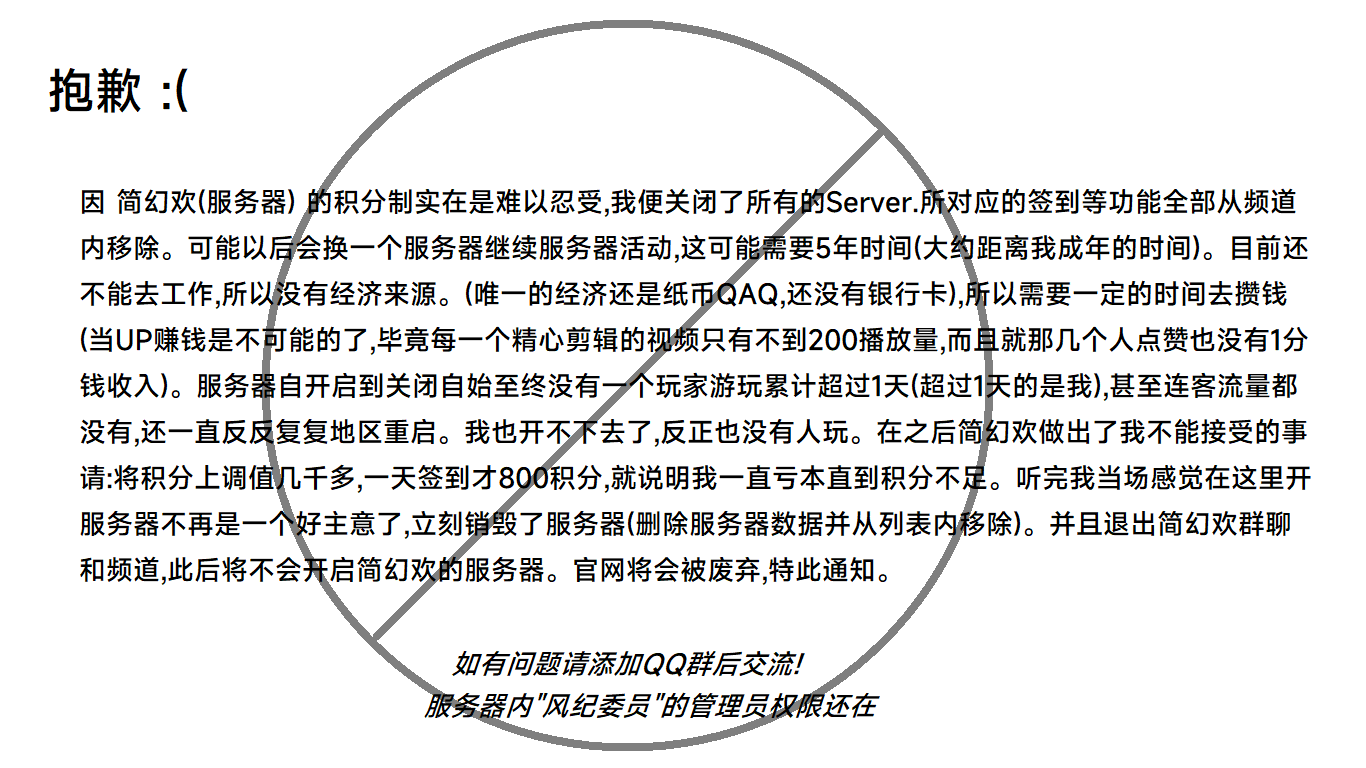 抱歉 :(
因 简幻欢(服务器) 的积分制实在是难以忍受,我便关闭了所有的Server.所对应的签到等功能全部从频道
内移除。可能以后会换一个服务器继续服务器活动,这可能需要5年时间(大约距离我成年的时间)。目前还
不能去工作,所以没有经济来源。(唯一的经济还是纸币QAQ,还没有银行卡),所以需要一定的时间去攒钱
(当UP赚钱是不可能的了,毕竟每一个精心剪辑的视频只有不到200播放量,而且就那几个人点赞也没有1分
钱收入)。服务器自开启到关闭自始至终没有一个玩家游玩累计超过1天(超过1天的是我),甚至连客流量都
没有,还一直反反复复地区重启。我也开不下去了,反正也没有人玩。在之后简幻欢做出了我不能接受的事
请:将积分上调值几千多,一天签到才800积分,就说明我一直亏本直到积分不足。听完我当场感觉在这里开
服务器不再是一个好主意了,立刻销毁了服务器(删除服务器数据并从列表内移除)。并且退出简幻欢群聊
和频道,此后将不会开启简幻欢的服务器。官网将会被废弃,特此通知。
如有问题请添加QQ群后交流!
服务器内"风纪委员"的管理员权限还在